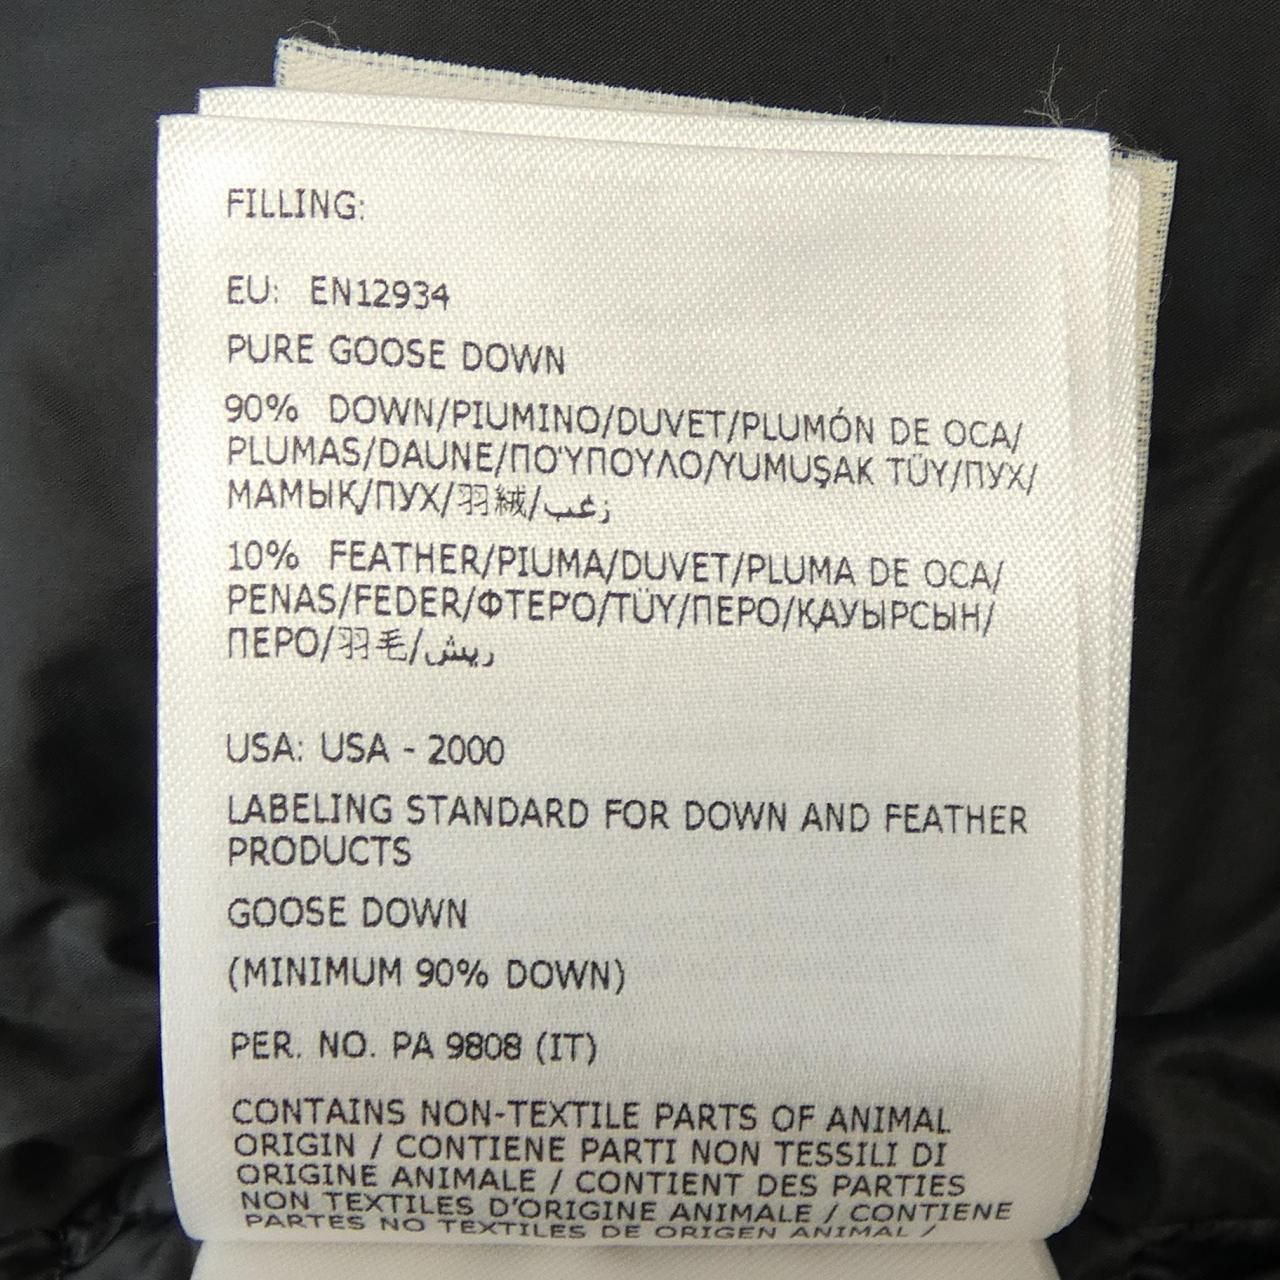 FILLING:
EU: EN12934
PURE GOOSE DOWN
90% DOWN/PIUMINO/DUVET/PLUMÓN DE OCA/
PLUMAS/DAUNE/ΠΟΎΠΟΥΛΟ/YUMUŞAK TÜY/ПУХ/
МАМЫҚ/ПУХ/羽絨/زغب
10% FEATHER/PIUMA/DUVET/PLUMA DE OCA/
PENAS/FEDER/ΦΤΕΡΌ/TÜY/ПЕРО/ҚАУЫРСЫН/
ПЕРО/羽毛/ريش
USA: USA - 2000
LABELING STANDARD FOR DOWN AND FEATHER
PRODUCTS
GOOSE DOWN
(MINIMUM 90% DOWN)
PER. NO. PA 9808 (IT)
CONTAINS NON-TEXTILE PARTS OF ANIMAL
ORIGIN / CONTIENE PARTI NON TESSILI DI
ORIGINE ANIMALE / CONTIENT DES PARTIES
NON TEXTILES D'ORIGINE ANIMALE / CONTIENE
PARTES NO TEXTILES DE ORIGEN ANIMAL /